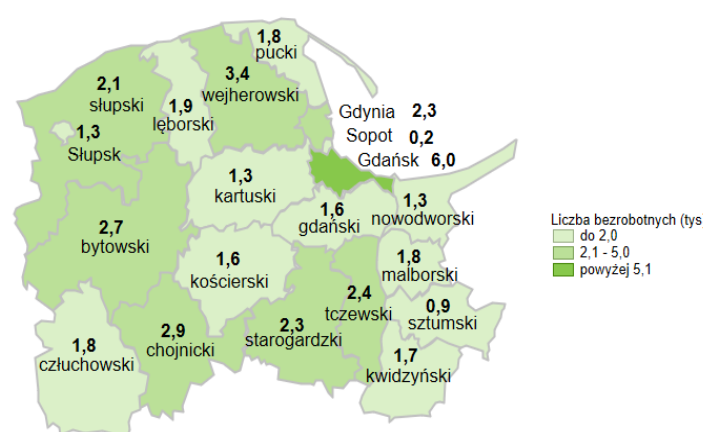 1,8
pucki
3,4
wejherowski
2,1
słupski
1,9
lęborski
1,3
Słupsk
Gdynia 2,3
Sopot 0,2
Gdańsk 6,0
1,3
kartuski
1,6
gdański
1,3
nowodworski
2,7
bytowski
1,6
kościerski
1,8
malborski
2,4
tczewski
0,9
sztumski
2,3
starogardzki
2,9
chojnicki
1,8
człuchowski
1,7
kwidzyński
Liczba bezrobotnych (tys
do 2,0
2,1 - 5,0
powyżej 5,1